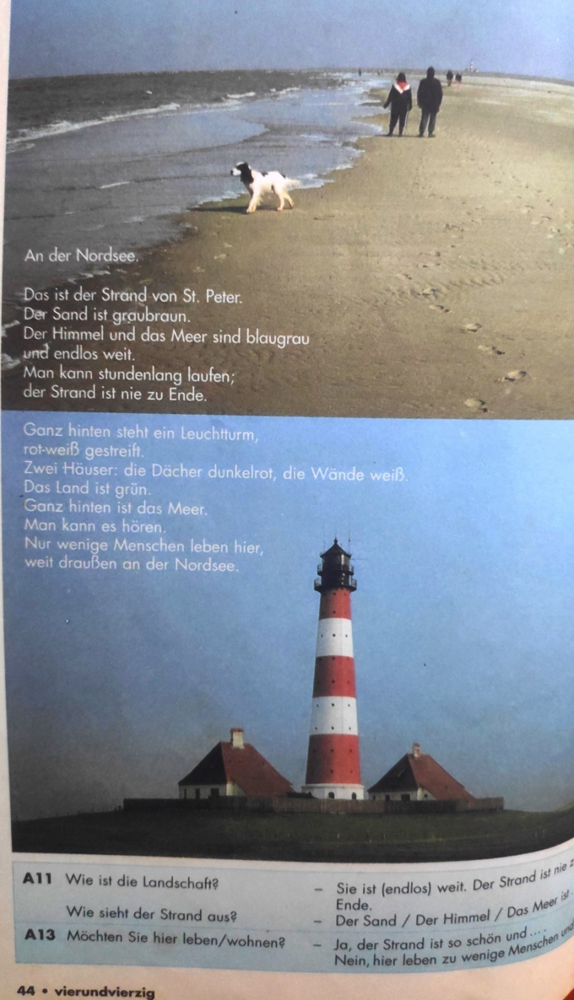 An der Nordsee.
Das ist der Strand von St. Peter.
Der Sand ist graubraun.
Der Himmel und das Meer sind blaugrau
und endlos weit.
Man kann stundenlang laufen;
der Strand ist nie zu Ende.
Ganz hinten steht ein Leuchtturm,
rot-weiß gestreift.
Zwei Häuser: die Dächer dunkelrot, die Wände weiß.
Das Land ist grün.
Ganz hinten ist das Meer.
Man kann es hören.
Nur wenige Menschen leben hier,
weit draußen an der Nordsee.
A11 Wie ist die Landschaft? – Sie ist (endlos) weit. Der Strand ist nie
Ende.
Wie sieht der Strand aus? – Der Sand / Der Himmel / Das Meer ist
A13 Möchten Sie hier leben/wohnen? – Ja, der Strand ist so schön und ... .
Nein, hier leben zu wenige Menschen und
44 • vierundvierzig